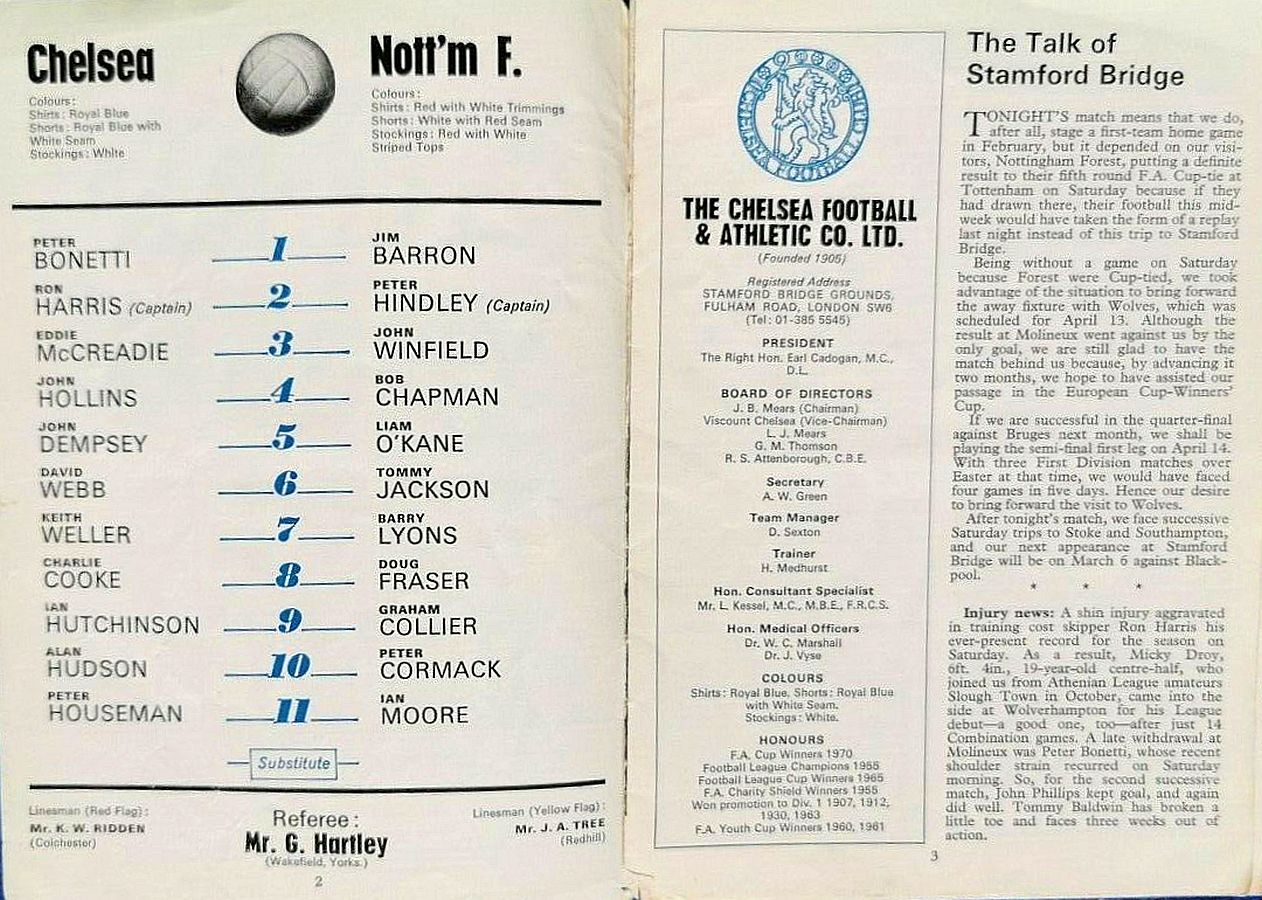 Chelsea
Colours:
Shirts: Royal Blue
Shorts: Royal Blue with
White Seam
Stockings: White
Nott'm F.
Colours:
Shirts: Red with White Trimmings
Shorts: White with Red Seam
Stockings: Red with White
Striped Tops
PETER
BONETTI
1
JIM
BARRON
RON
HARRIS (Captain)
2
PETER
HINDLEY (Captain)
EDDIE
McCREADIE
3
JOHN
WINFIELD
JOHN
HOLLINS
4
BOB
CHAPMAN
JOHN
DEMPSEY
5
LIAM
O'KANE
DAVID
WEBB
6
TOMMY
JACKSON
KEITH
WELLER
7
BARRY
LYONS
CHARLIE
COOKE
8
DOUG
FRASER
IAN
HUTCHINSON
9
GRAHAM
COLLIER
ALAN
HUDSON
10
PETER
CORMACK
PETER
HOUSEMAN
11
IAN
MOORE
Substitute
Linesman (Red Flag):
Mr. K. W. RIDDEN
(Colchester)
Referee:
Mr. G. Hartley
(Wakefield, Yorks.)
Linesman (Yellow Flag):
Mr. J. A. TREE
(Redhill)
2
CHELSEA FOOTBALL CLUB LIMITED
THE CHELSEA FOOTBALL
& ATHLETIC CO. LTD.
(Founded 1905)
Registered Address
STAMFORD BRIDGE GROUNDS,
FULHAM ROAD, LONDON SW6
(Tel: 01-385 5545)
PRESIDENT
The Right Hon. Earl Cadogan, M.C.,
D.L.
BOARD OF DIRECTORS
J. B. Mears (Chairman)
Viscount Chelsea (Vice-Chairman)
L. J. Mears
G. M. Thomson
R. S. Attenborough, C.B.E.
Secretary
A. W. Green
Team Manager
D. Sexton
Trainer
H. Medhurst
Hon. Consultant Specialist
Mr. L. Kessel, M.C., M.B.E., F.R.C.S.
Hon. Medical Officers
Dr. W. C. Marshall
Dr. J. Vyse
COLOURS
Shirts: Royal Blue. Shorts: Royal Blue
with White Seam.
Stockings: White.
HONOURS
F.A. Cup Winners 1970
Football League Champions 1955
Football League Cup Winners 1965
F.A. Charity Shield Winners 1955
Won promotion to Div. 1 1907, 1912,
1930, 1963
F.A. Youth Cup Winners 1960, 1961
The Talk of
Stamford Bridge
TONIGHT'S match means that we do,
after all, stage a first-team home game
in February, but it depended on our visi-
tors, Nottingham Forest, putting a definite
result to their fifth round F.A. Cup-tie at
Tottenham on Saturday because if they
had drawn there, their football this mid-
week would have taken the form of a replay
last night instead of this trip to Stamford
Bridge.
Being without a game on Saturday
because Forest were Cup-tied, we took
advantage of the situation to bring forward
the away fixture with Wolves, which was
scheduled for April 13. Although the
result at Molineux went against us by the
only goal, we are still glad to have the
match behind us because, by advancing it
two months, we hope to have assisted our
passage in the European Cup-Winners'
Cup.
If we are successful in the quarter-final
against Bruges next month, we shall be
playing the semi-final first leg on April 14.
With three First Division matches over
Easter at that time, we would have faced
four games in five days. Hence our desire
to bring forward the visit to Wolves.
After tonight's match, we face successive
Saturday trips to Stoke and Southampton,
and our next appearance at Stamford
Bridge will be on March 6 against Black-
pool.
* * *
Injury news: A shin injury aggravated
in training cost skipper Ron Harris his
ever-present record for the season on
Saturday. As a result, Micky Droy,
6ft. 4in., 19-year-old centre-half, who
joined us from Athenian League amateurs
Slough Town in October, came into the
side at Wolverhampton for his League
debut—a good one, too—after just 14
Combination games. A late withdrawal at
Molineux was Peter Bonetti, whose recent
shoulder strain recurred on Saturday
morning. So, for the second successive
match, John Phillips kept goal, and again
did well. Tommy Baldwin has broken a
little toe and faces three weeks out of
action.
3